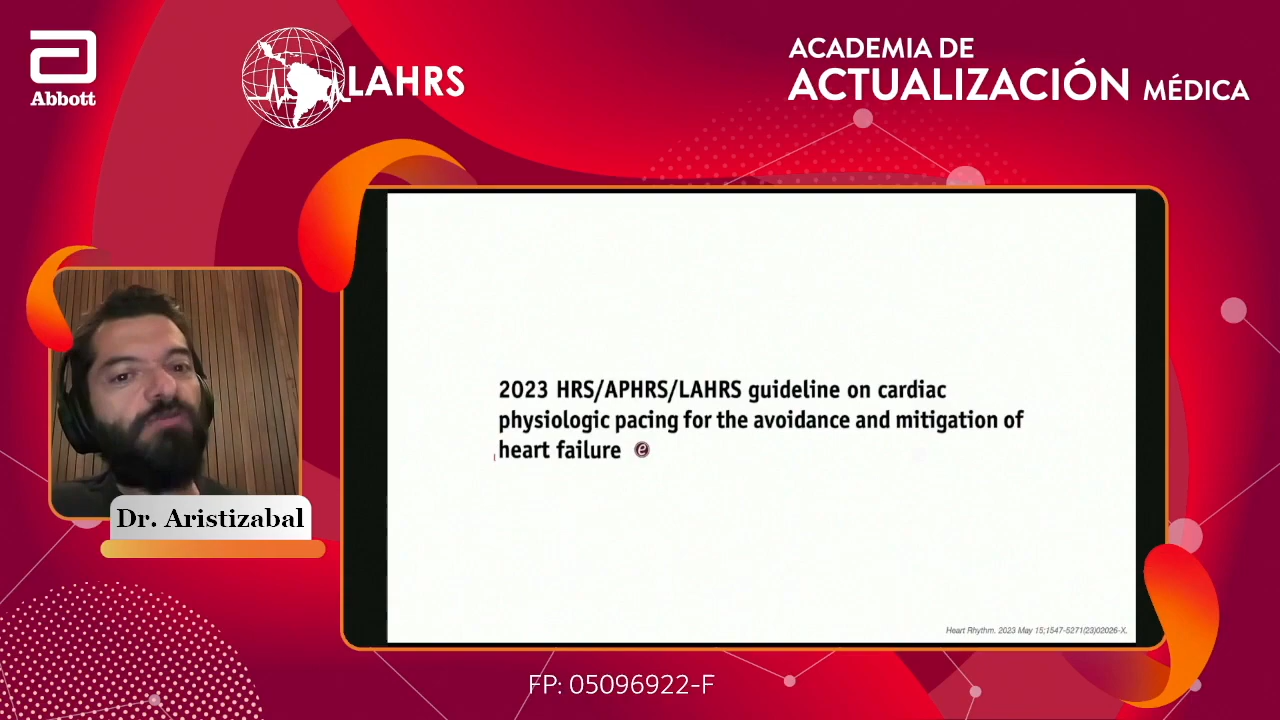 Abbott
LAHRS
ACADEMIA DE
ACTUALIZACIÓN MÉDICA
2023 HRS/APHRS/LAHRS guideline on cardiac
physiologic pacing for the avoidance and mitigation of
heart failure e
Dr. Aristizabal
Heart Rhythm. 2023 May 15;1547-5271(23)02026-X.
FP: 05096922-F